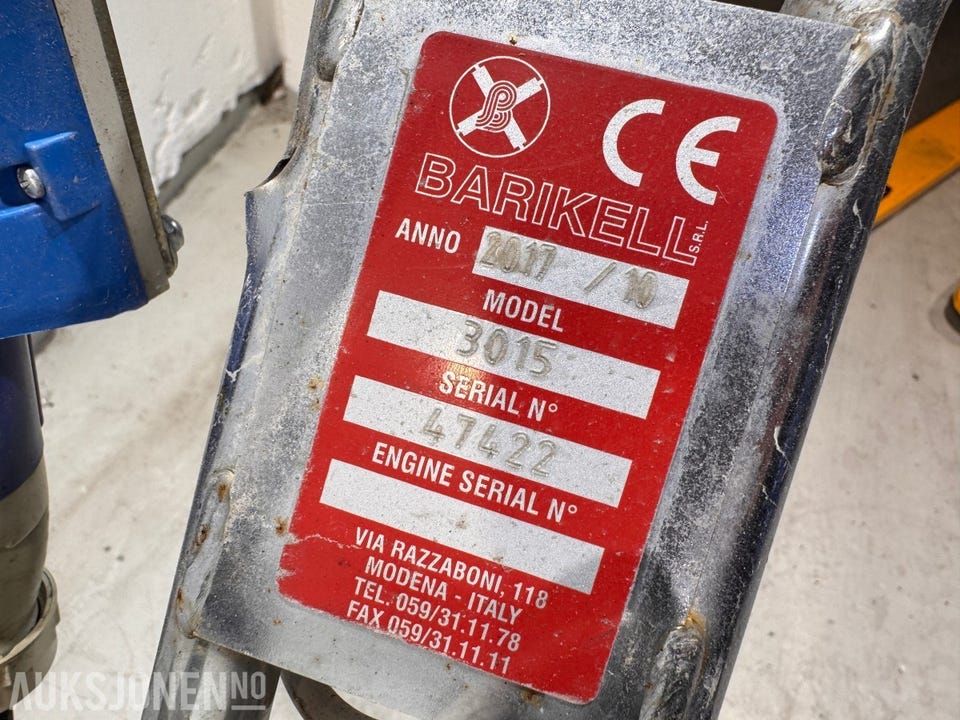 CE
BARIKELL S.R.L.
ANNO 2017 / 10
MODEL
3015
SERIAL N°
47422
ENGINE SERIAL N°
VIA RAZZABONI, 118
MODENA - ITALY
TEL. 059/31.11.78
FAX 059/31.11.11
AUKSJONEN NO